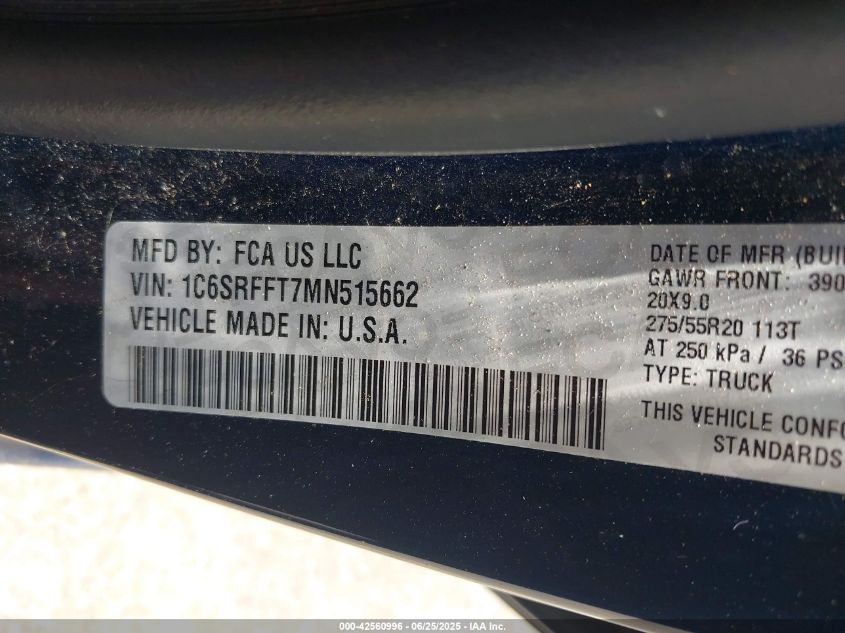 MFD BY: FCA US LLC
VIN: 1C6SRFFT7MN515662
VEHICLE MADE IN: U.S.A.
DATE OF MFR (BUI
GAWR FRONT: 390
20X9.0
275/55R20 113T
AT 250 kPa / 36 PS
TYPE: TRUCK
THIS VEHICLE CONFO
STANDARDS
000-42560996 - 06/25/2025 - IAA Inc.